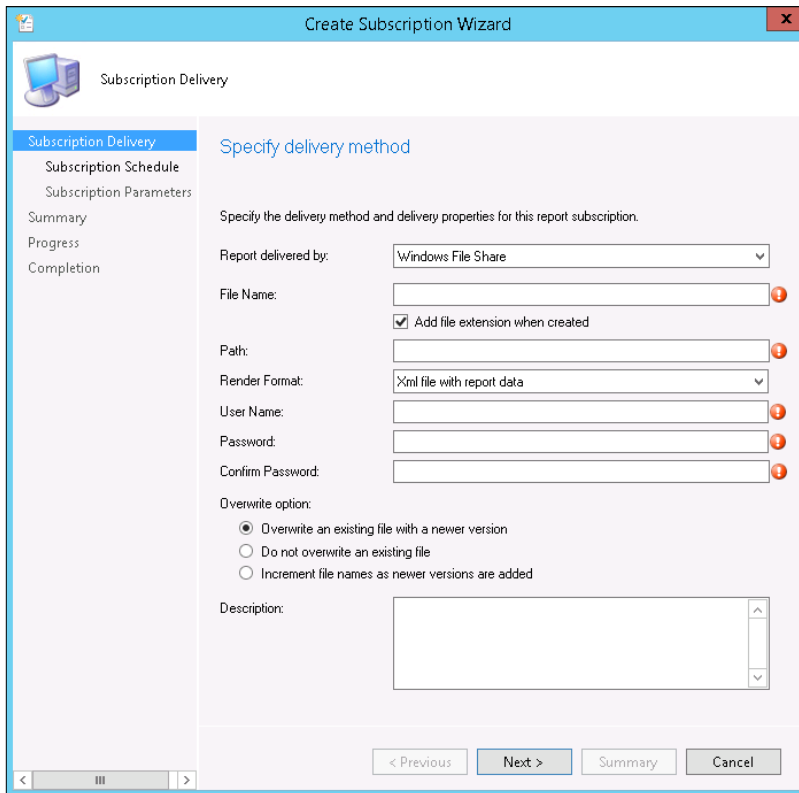 Create Subscription Wizard
x
Subscription Delivery
Subscription Delivery
Subscription Schedule
Subscription Parameters
Summary
Progress
Completion
Specify delivery method
Specify the delivery method and delivery properties for this report subscription.
Report delivered by: Windows File Share
File Name:
Add file extension when created
Path:
Render Format: Xml file with report data
User Name:
Password:
Confirm Password:
Overwrite option:
Overwrite an existing file with a newer version
Do not overwrite an existing file
Increment file names as newer versions are added
Description:
< Previous Next > Summary Cancel